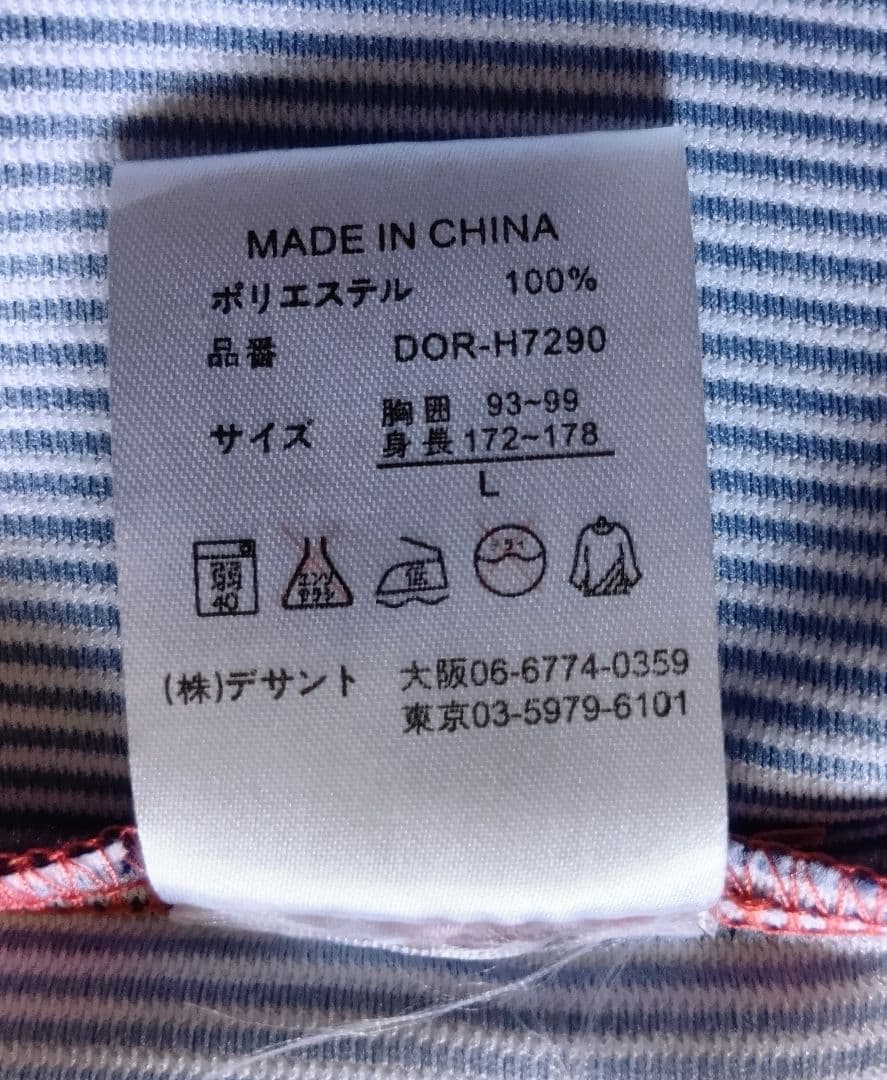 MADE IN CHINA
ポリエステル 100%
品番 DOR-H7290
胸囲 93~99
サイズ 身長 172~178
L
弱 40 エンソ サラシ 低 ドライ
(株)デサント 大阪06-6774-0359
東京03-5979-6101